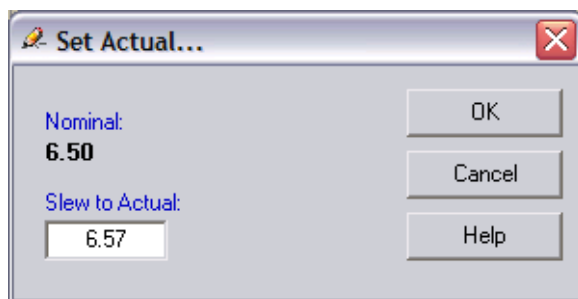 Set Actual...
Nominal:
6.50
Slew to Actual:
6.57
OK
Cancel
Help